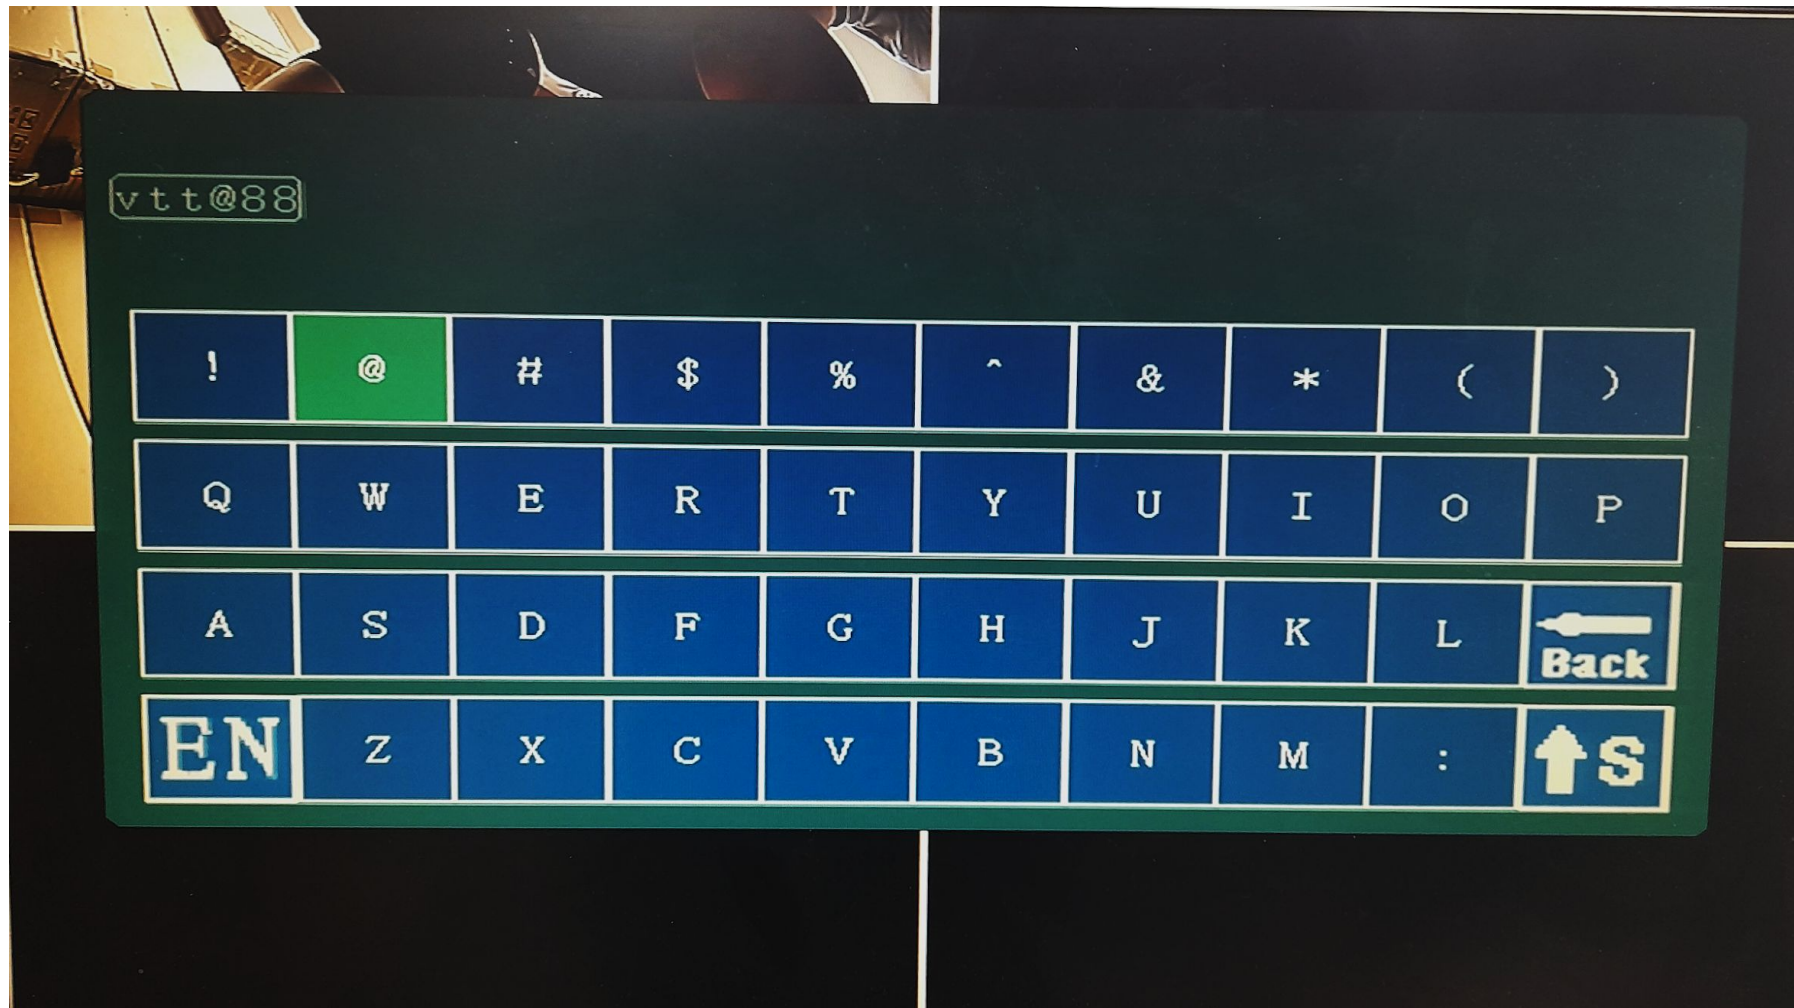 vtt@88
! @ # $ % ^ & * ( )
Q W E R T Y U I O P
A S D F G H J K L Back
EN Z X C V B N M : S